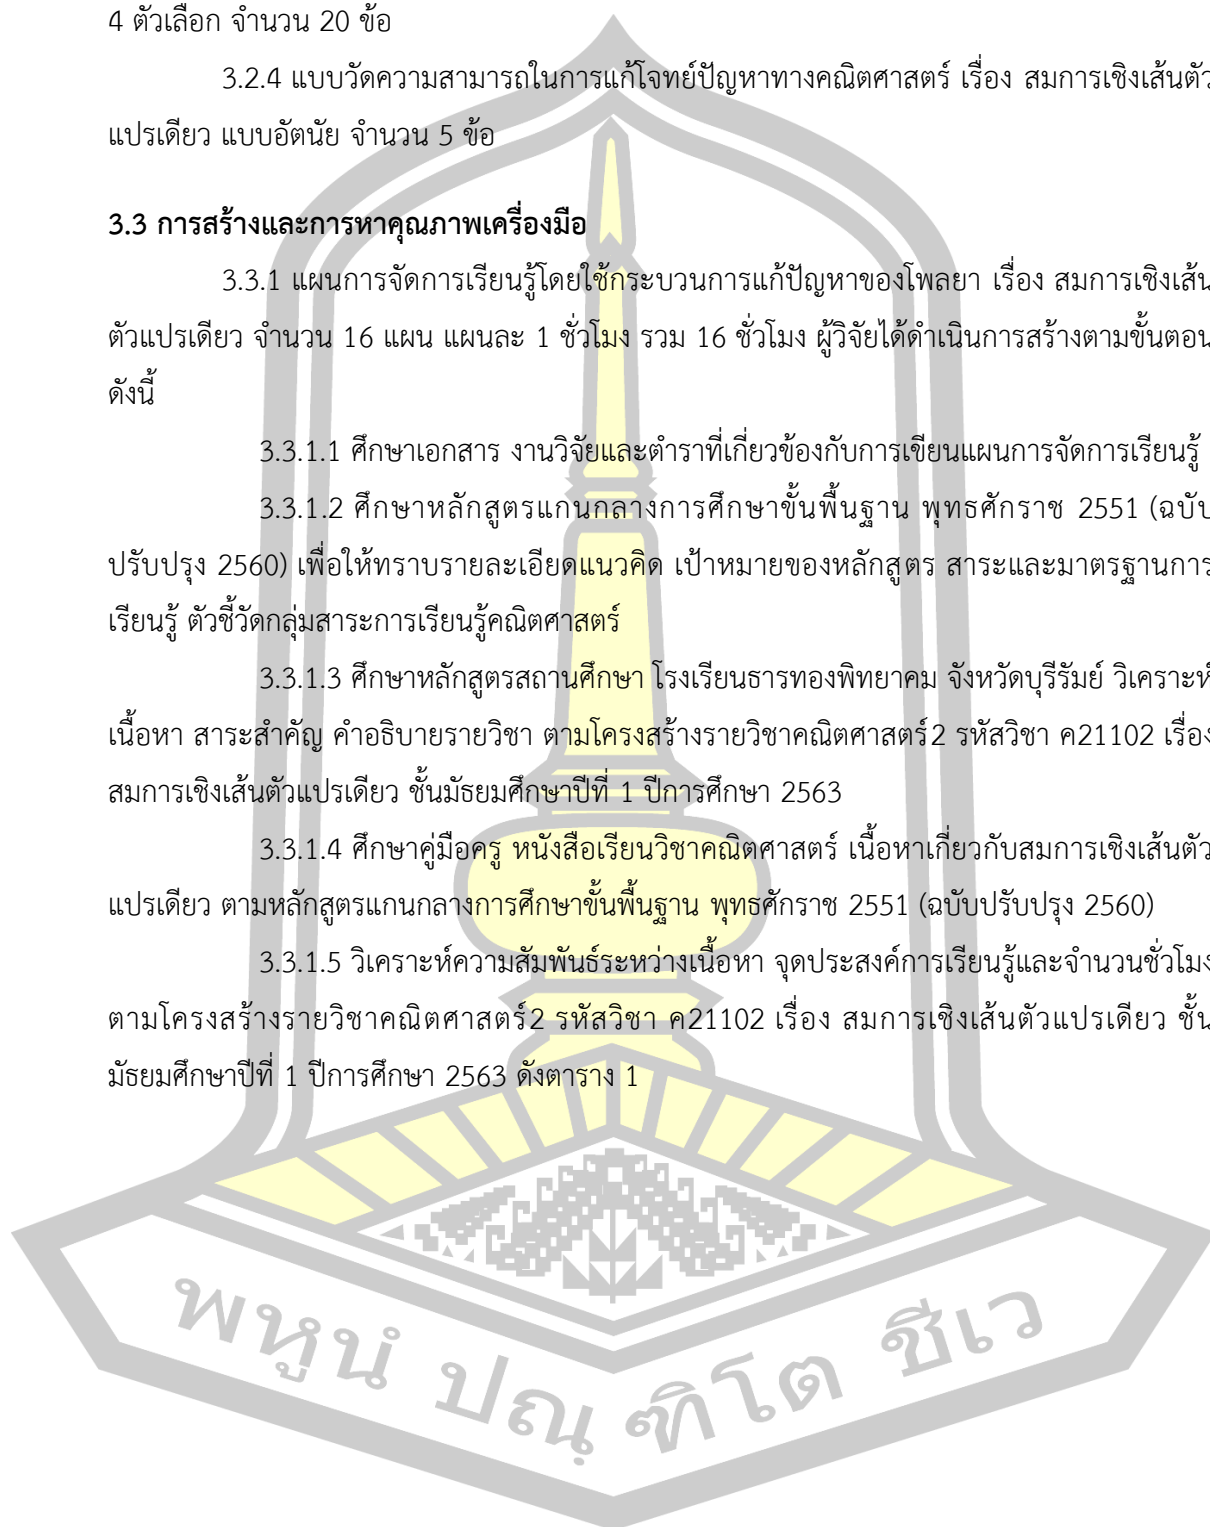 4 ตัวเลือก จำนวน 20 ข้อ
3.2.4 แบบวัดความสามารถในการแก้โจทย์ปัญหาทางคณิตศาสตร์ เรื่อง สมการเชิงเส้นตัว
แปรเดียว แบบอัตนัย จำนวน 5 ข้อ
3.3 การสร้างและการหาคุณภาพเครื่องมือ
3.3.1 แผนการจัดการเรียนรู้โดยใช้กระบวนการแก้ปัญหาของโพลยา เรื่อง สมการเชิงเส้น
ตัวแปรเดียว จำนวน 16 แผน แผนละ 1 ชั่วโมง รวม 16 ชั่วโมง ผู้วิจัยได้ดำเนินการสร้างตามขั้นตอน
ดังนี้
3.3.1.1 ศึกษาเอกสาร งานวิจัยและตำราที่เกี่ยวข้องกับการเขียนแผนการจัดการเรียนรู้
3.3.1.2 ศึกษาหลักสูตรแกนกลางการศึกษาขั้นพื้นฐาน พุทธศักราช 2551 (ฉบับ
ปรับปรุง 2560) เพื่อให้ทราบรายละเอียดแนวคิด เป้าหมายของหลักสูตร สาระและมาตรฐานการ
เรียนรู้ ตัวชี้วัดกลุ่มสาระการเรียนรู้คณิตศาสตร์
3.3.1.3 ศึกษาหลักสูตรสถานศึกษา โรงเรียนธารทองพิทยาคม จังหวัดบุรีรัมย์ วิเคราะห์
เนื้อหา สาระสำคัญ คำอธิบายรายวิชา ตามโครงสร้างรายวิชาคณิตศาสตร์2 รหัสวิชา ค21102 เรื่อง
สมการเชิงเส้นตัวแปรเดียว ชั้นมัธยมศึกษาปีที่ 1 ปีการศึกษา 2563
3.3.1.4 ศึกษาคู่มือครู หนังสือเรียนวิชาคณิตศาสตร์ เนื้อหาเกี่ยวกับสมการเชิงเส้นตัว
แปรเดียว ตามหลักสูตรแกนกลางการศึกษาขั้นพื้นฐาน พุทธศักราช 2551 (ฉบับปรับปรุง 2560)
3.3.1.5 วิเคราะห์ความสัมพันธ์ระหว่างเนื้อหา จุดประสงค์การเรียนรู้และจำนวนชั่วโมง
ตามโครงสร้างรายวิชาคณิตศาสตร์2 รหัสวิชา ค21102 เรื่อง สมการเชิงเส้นตัวแปรเดียว ชั้น
มัธยมศึกษาปีที่ 1 ปีการศึกษา 2563 ดังตาราง 1
พหูนํ ปณฺฑิโต ชีเว